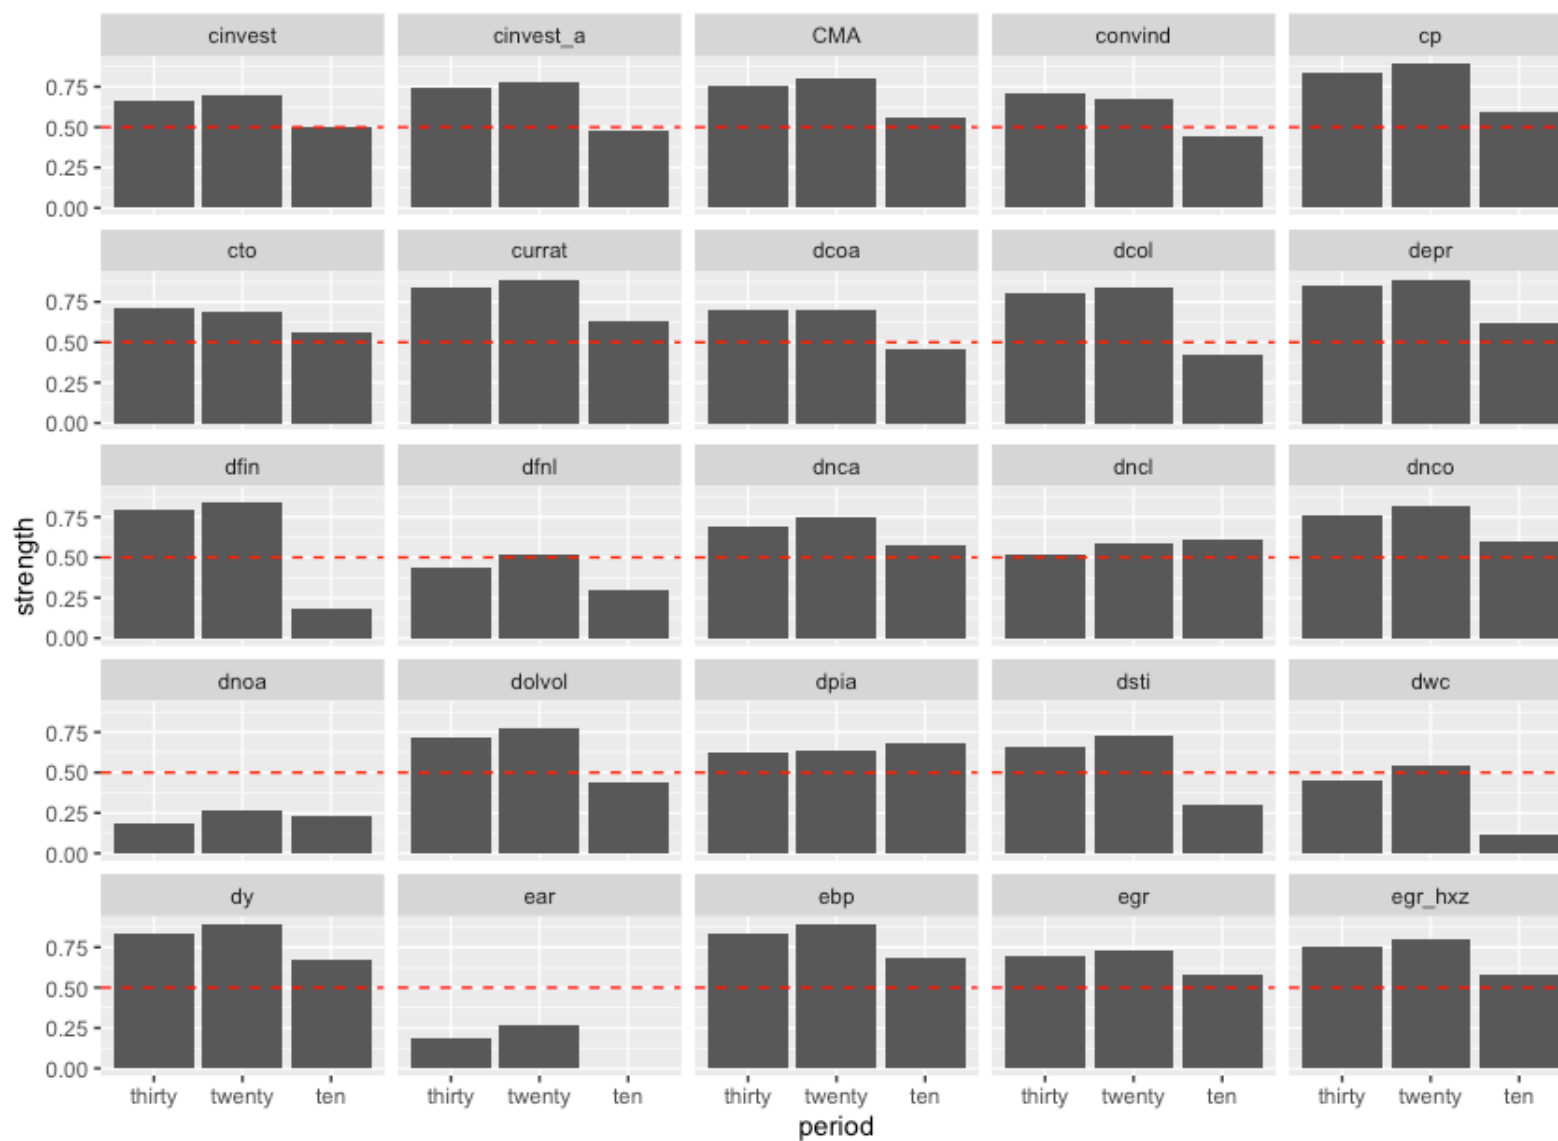 cinvest cinvest_a CMA convind cp
0.75
0.50
0.25
0.00
cto currat dcoa dcol depr
0.75
0.50
0.25
0.00
dfin dfnl dnca dncl dnco
0.75
0.50
0.25
0.00
dnoa dolvol dpia dsti dwc
0.75
0.50
0.25
0.00
dy ear ebp egr egr_hxz
0.75
0.50
0.25
0.00
strength
thirty twenty ten thirty twenty ten thirty twenty ten thirty twenty ten thirty twenty ten
period